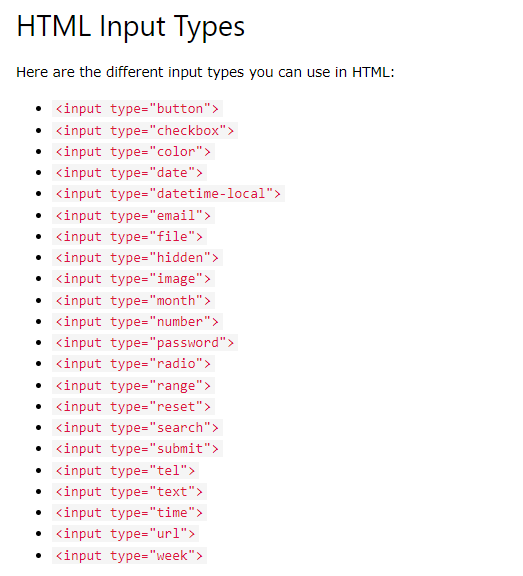 HTML Input Types
Here are the different input types you can use in HTML:
<input type="button">
<input type="checkbox">
<input type="color">
<input type="date">
<input type="datetime-local">
<input type="email">
<input type="file">
<input type="hidden">
<input type="image">
<input type="month">
<input type="number">
<input type="password">
<input type="radio">
<input type="range">
<input type="reset">
<input type="search">
<input type="submit">
<input type="tel">
<input type="text">
<input type="time">
<input type="url">
<input type="week">